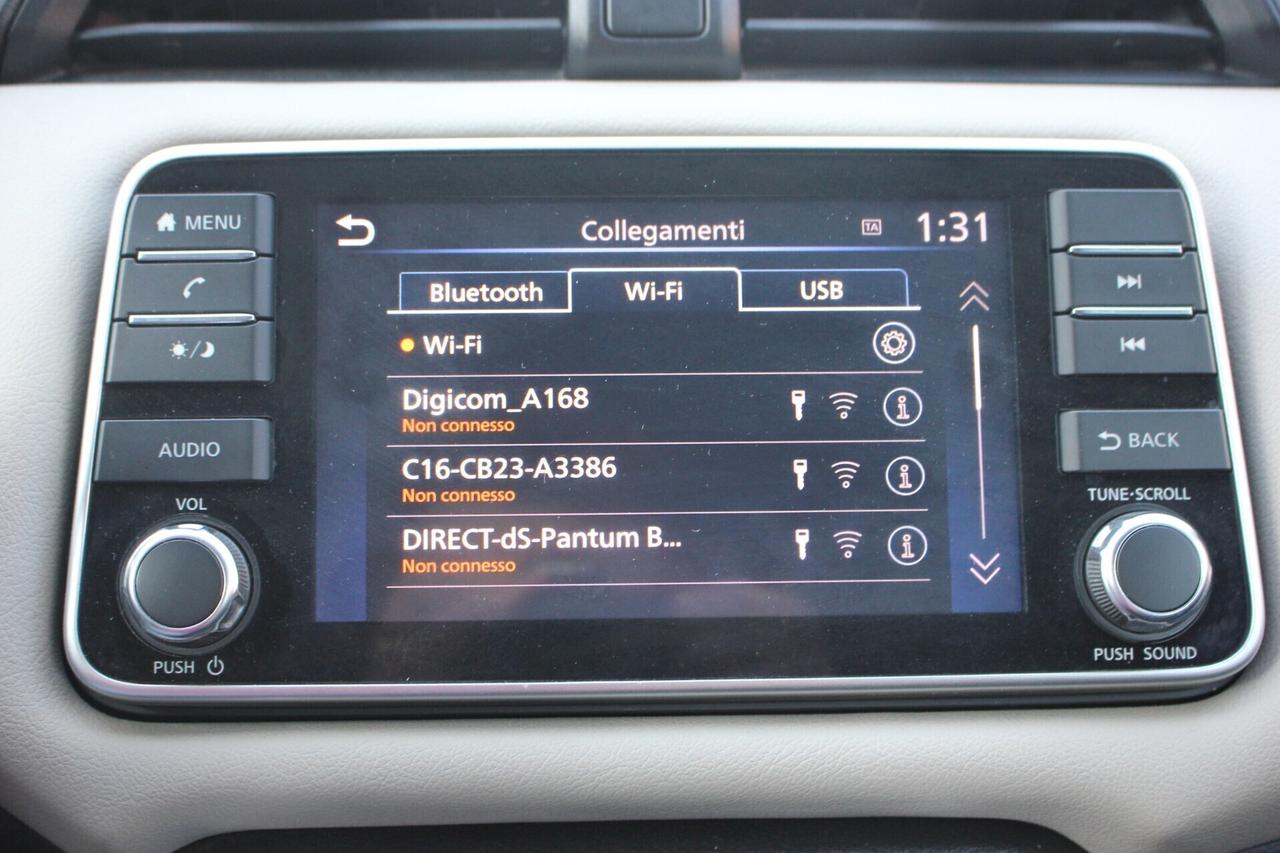 MENU
AUDIO
VOL
PUSH
Collegamenti
TA
1:31
Bluetooth
Wi-Fi
USB
Wi-Fi
Digicom_A168
Non connesso
C16-CB23-A3386
Non connesso
DIRECT-dS-Pantum B...
Non connesso
BACK
TUNE·SCROLL
PUSH SOUND